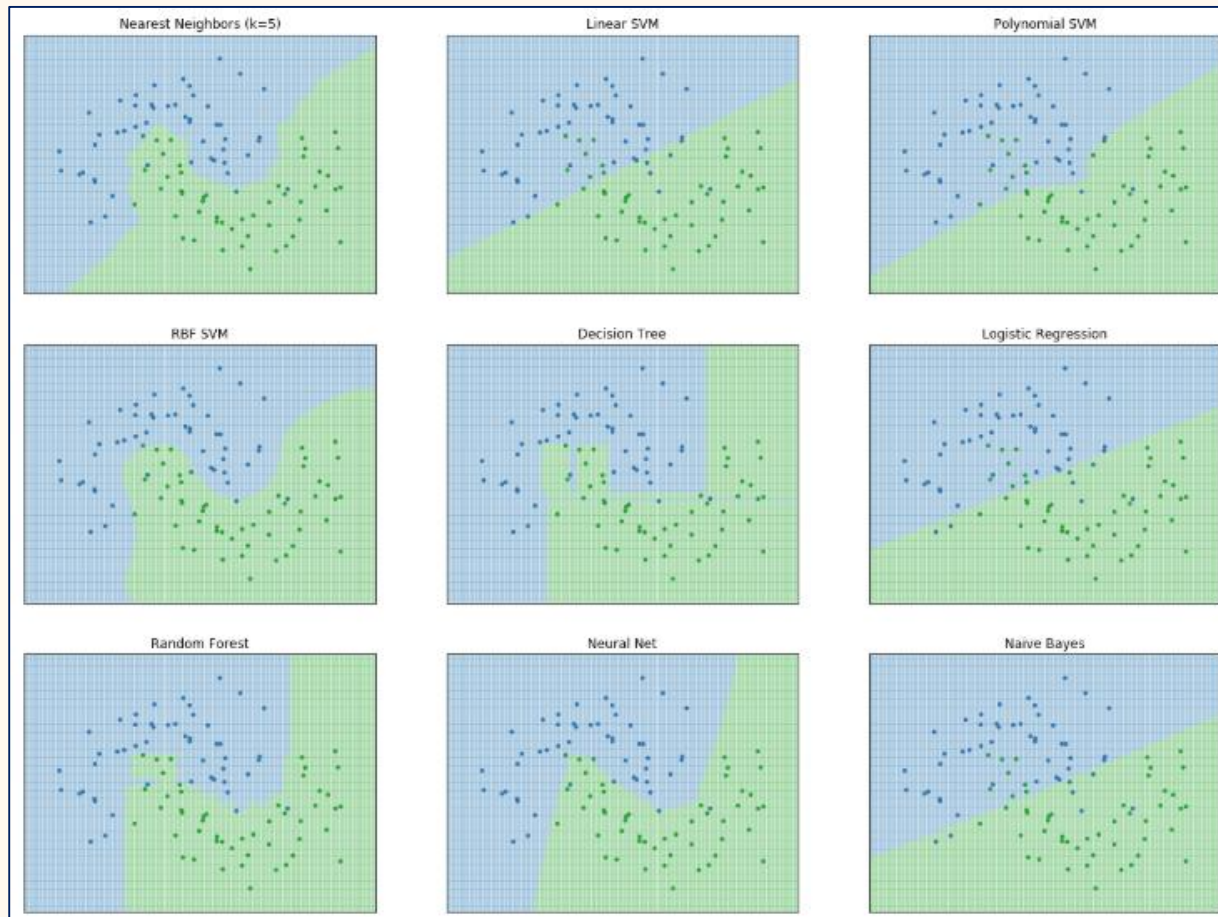 Nearest Neighbors (k=5)
Linear SVM
Polynomial SVM
RBF SVM
Decision Tree
Logistic Regression
Random Forest
Neural Net
Naive Bayes